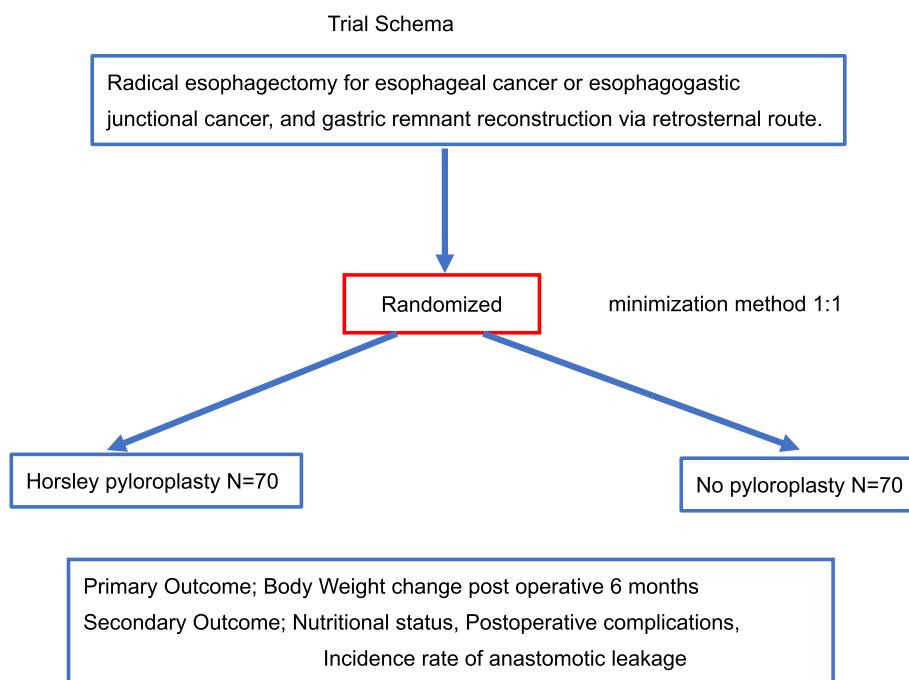 Trial Schema
Radical esophagectomy for esophageal cancer or esophagogastic
junctional cancer, and gastric remnant reconstruction via retrosternal route.
Randomized
minimization method 1:1
Horsley pyloroplasty N=70
No pyloroplasty N=70
Primary Outcome; Body Weight change post operative 6 months
Secondary Outcome; Nutritional status, Postoperative complications,
Incidence rate of anastomotic leakage